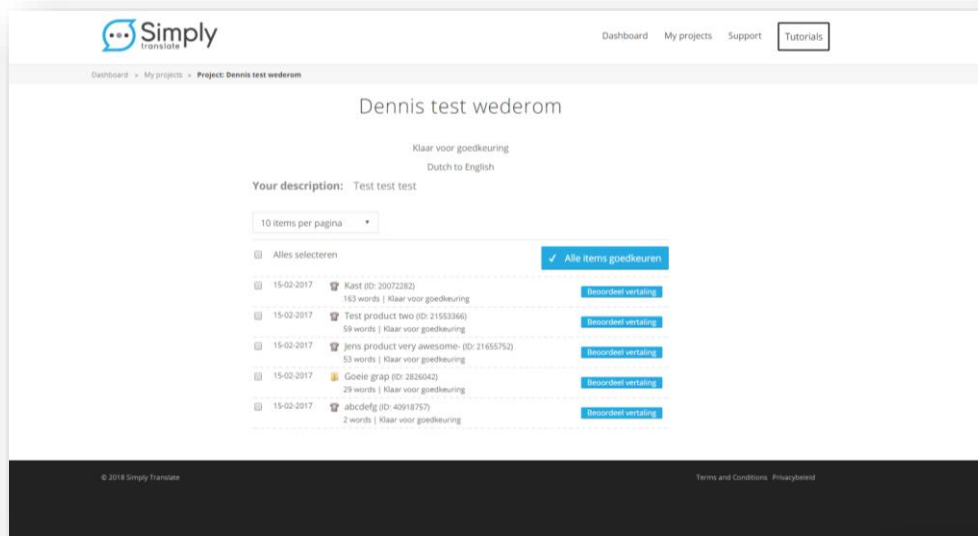 Simply
translate
Dashboard My projects Support Tutorials
Dashboard » My projects » Project: Dennis test wederom
Dennis test wederom
Klaar voor goedkeuring
Dutch to English
Your description: Test test test
10 items per pagina
Alles selecteren
Alle items goedkeuren
15-02-2017 Kast (ID: 20072282) Beoordeel vertaling
163 words | Klaar voor goedkeuring
15-02-2017 Test product two (ID: 21553366) Beoordeel vertaling
59 words | Klaar voor goedkeuring
15-02-2017 Jens product very awesome- (ID: 21655752) Beoordeel vertaling
53 words | Klaar voor goedkeuring
15-02-2017 Goeie grap (ID: 2826042) Beoordeel vertaling
29 words | Klaar voor goedkeuring
15-02-2017 abcdefg (ID: 40918757) Beoordeel vertaling
2 words | Klaar voor goedkeuring
© 2018 Simply Translate
Terms and Conditions Privacybeleid